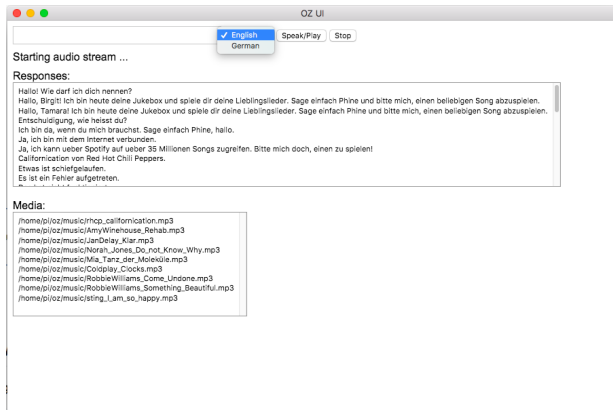 OZ UI
✓ English
German
Speak/Play
Stop
Starting audio stream ...
Responses:
Hallo! Wie darf ich dich nennen?
Hallo, Birgit! Ich bin heute deine Jukebox und spiele dir deine Lieblingslieder. Sage einfach Phine und bitte mich, einen beliebigen Song abzuspielen.
Hallo, Tamara! Ich bin heute deine Jukebox und spiele dir deine Lieblingslieder. Sage einfach Phine und bitte mich, einen beliebigen Song abzuspielen.
Entschuldigung, wie heisst du?
Ich bin da, wenn du mich brauchst. Sage einfach Phine, hallo.
Ja, ich bin mit dem Internet verbunden.
Ja, ich kann ueber Spotify auf ueber 35 Millionen Songs zugreifen. Bitte mich doch, einen zu spielen!
Californication von Red Hot Chili Peppers.
Etwas ist schiefgelaufen.
Es ist ein Fehler aufgetreten.
Media:
/home/pi/oz/music/rhcp_californication.mp3
/home/pi/oz/music/AmyWinehouse_Rehab.mp3
/home/pi/oz/music/JanDelay_Klar.mp3
/home/pi/oz/music/Norah_Jones_Do_not_Know_Why.mp3
/home/pi/oz/music/Mia_Tanz_der_Moleküle.mp3
/home/pi/oz/music/Coldplay_Clocks.mp3
/home/pi/oz/music/RobbieWilliams_Come_Undone.mp3
/home/pi/oz/music/RobbieWilliams_Something_Beautiful.mp3
/home/pi/oz/music/sting_I_am_so_happy.mp3